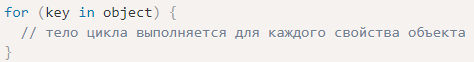 for (key in object) {
  // тело цикла выполняется для каждого свойства объекта
}